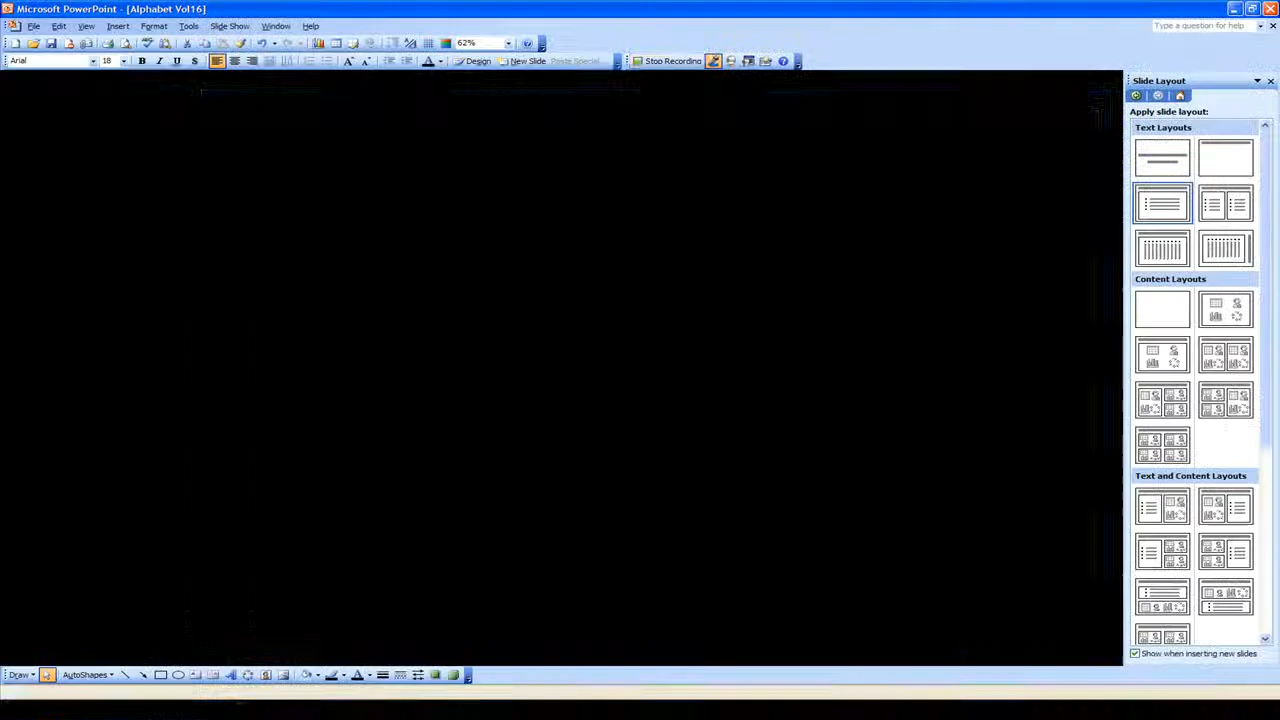 Microsoft PowerPoint - [Alphabet Vol16]
File Edit View Insert Format Tools Slide Show Window Help
Type a question for help
62%
Arial 18 B I U S Design New Slide Paste Special... Stop Recording
Slide Layout
Apply slide layout:
Text Layouts
Content Layouts
Text and Content Layouts
Show when inserting new slides
Draw AutoShapes